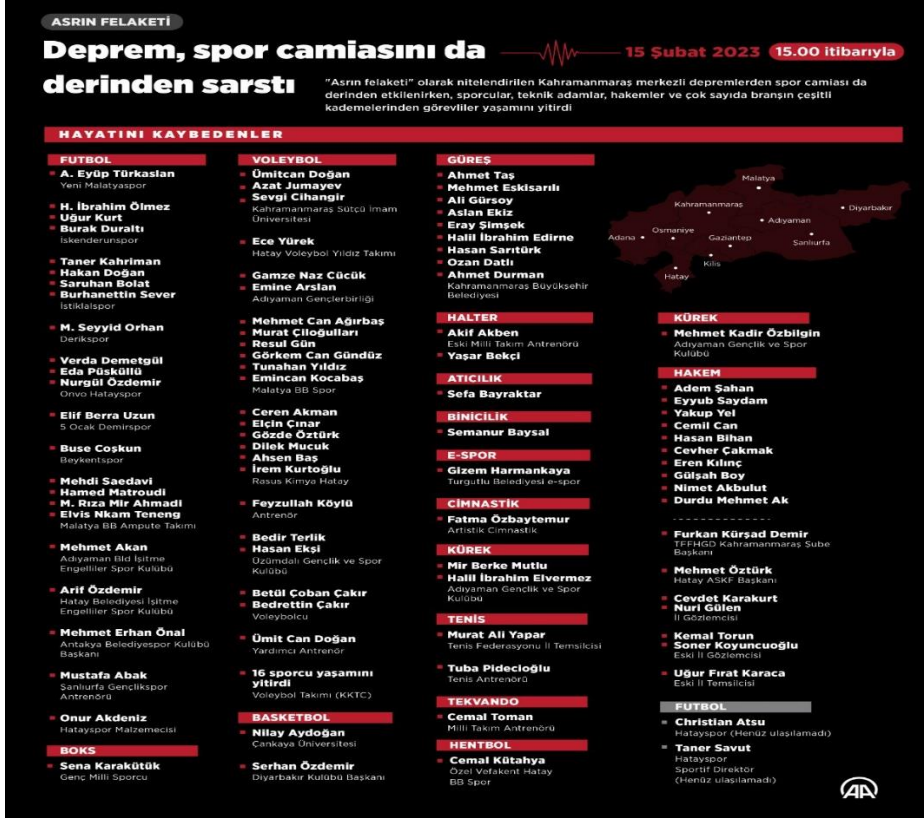 ASRIN FELAKETİ
Deprem, spor camiasını da
derinden sarstı
15 Şubat 2023 15.00 itibarıyla
"Asrın felaketi" olarak nitelendirilen Kahramanmaraş merkezli depremlerden spor camiası da
derinden etkilenirken, sporcular, teknik adamlar, hakemler ve çok sayıda branşın çeşitli
kademelerinden görevliler yaşamını yitirdi
HAYATINI KAYBEDENLER
FUTBOL
A. Eyüp Türkaslan
Yeni Malatyaspor
H. İbrahim Ölmez
Uğur Kurt
Burak Duraltı
İskenderunspor
Taner Kahriman
Hakan Doğan
Saruhan Bolat
Burhanettin Sever
İstiklalspor
M. Seyyid Orhan
Derikspor
Verda Demetgül
Eda Püsküllü
Nurgül Özdemir
Onvo Hatayspor
Elif Berra Uzun
5 Ocak Demirspor
Buse Coşkun
Beykentspor
Mehdi Saedavi
Hamed Matroudi
M. Rıza Mir Ahmadi
Elvis Nkam Teneng
Malatya BB Ampute Takımı
Mehmet Akan
Adıyaman Bld İşitme
Engelliler Spor Kulübü
Arif Özdemir
Hatay Belediyesi İşitme
Engelliler Spor Kulübü
Mehmet Erhan Önal
Antakya Belediyespor Kulübü
Başkanı
Mustafa Abak
Şanlıurfa Gençlikspor
Antrenörü
Onur Akdeniz
Hatayspor Malzemecisi
BOKS
Sena Karakütük
Genç Milli Sporcu
VOLEYBOL
Ümitcan Doğan
Azat Jumayev
Sevgi Cihangir
Kahramanmaraş Sütçü İmam
Üniversitesi
Ece Yürek
Hatay Voleybol Yıldız Takımı
Gamze Naz Cücük
Emine Arslan
Adıyaman Gençlerbirliği
Mehmet Can Ağırbaş
Murat Çiloğulları
Resul Gün
Görkem Can Gündüz
Tunahan Yıldız
Emincan Kocabaş
Malatya BB Spor
Ceren Akman
Elçin Çınar
Gözde Öztürk
Dilek Mucuk
Ahsen Baş
İrem Kurtoğlu
Rasus Kimya Hatay
Feyzullah Köylü
Antrenör
Bedir Terlik
Hasan Ekşi
Üzümdalı Gençlik ve Spor
Kulübü
Betül Çoban Çakır
Bedrettin Çakır
Voleybolcu
Ümit Can Doğan
Yardımcı Antrenör
16 sporcu yaşamını
yitirdi
Voleybol Takımı (KKTC)
BASKETBOL
Nilay Aydoğan
Çankaya Üniversitesi
Serhan Özdemir
Diyarbakır Kulübü Başkanı
GÜREŞ
Ahmet Taş
Mehmet Eskisarılı
Ali Gürsoy
Aslan Ekiz
Eray Şimşek
Halil İbrahim Edirne
Hasan Sarıtürk
Ozan Datlı
Ahmet Durman
Kahramanmaraş Büyükşehir
Belediyesi
HALTER
Akif Akben
Eski Milli Takım Antrenörü
Yaşar Bekçi
ATICILIK
Sefa Bayraktar
BİNİCİLİK
Semanur Baysal
E-SPOR
Gizem Harmankaya
Turgutlu Belediyesi e-spor
CİMNASTİK
Fatma Özbaytemur
Artistik Cimnastik
KÜREK
Mir Berke Mutlu
Halil İbrahim Elvermez
Adıyaman Gençlik ve Spor
Kulübü
TENİS
Murat Ali Yapar
Tenis Federasyonu İl Temsilcisi
Tuba Pidecioğlu
Tenis Antrenörü
TEKVANDO
Cemal Toman
Milli Takım Antrenörü
HENTBOL
Cemal Kütahya
Özel Vefakent Hatay
BB Spor
Malatya
Kahramanmaraş
Diyarbakır
Adıyaman
Osmaniye
Adana
Gaziantep
Şanlıurfa
Kilis
Hatay
KÜREK
Mehmet Kadir Özbilgin
Adıyaman Gençlik ve Spor
Kulübü
HAKEM
Adem Şahan
Eyyub Saydam
Yakup Yel
Cemil Can
Hasan Bihan
Cevher Çakmak
Eren Kılınç
Gülşah Boy
Nimet Akbulut
Durdu Mehmet Ak
Furkan Kürşad Demir
TFFHGD Kahramanmaraş Şube
Başkanı
Mehmet Öztürk
Hatay ASKF Başkanı
Cevdet Karakurt
Nuri Gülen
İl Gözlemcisi
Kemal Torun
Soner Koyuncuoğlu
Eski İl Gözlemcisi
Uğur Fırat Karaca
Eski İl Temsilcisi
FUTBOL
Christian Atsu
Hatayspor (Henüz ulaşılamadı)
Taner Savut
Hatayspor
Sportif Direktör
(Henüz ulaşılamadı)
AA